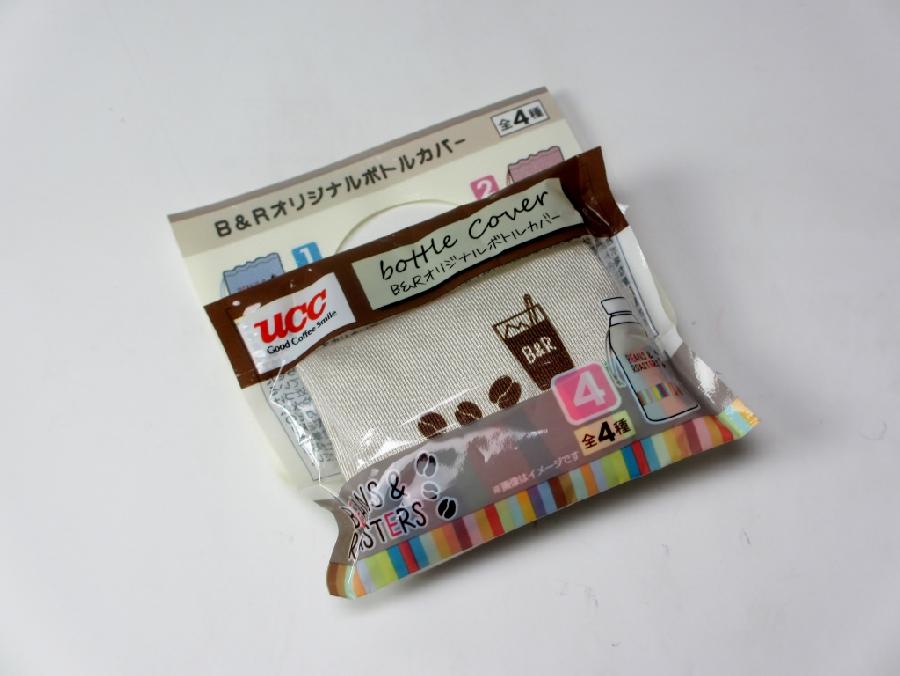 全4種
B&Rオリジナルボトルカバー
2
1
bottle cover
B&Rオリジナルボトルカバー
ucc
Good Coffee Smile
B&R
BEANS &
ROASTERS
4
全4種
※画像はイメージです
&